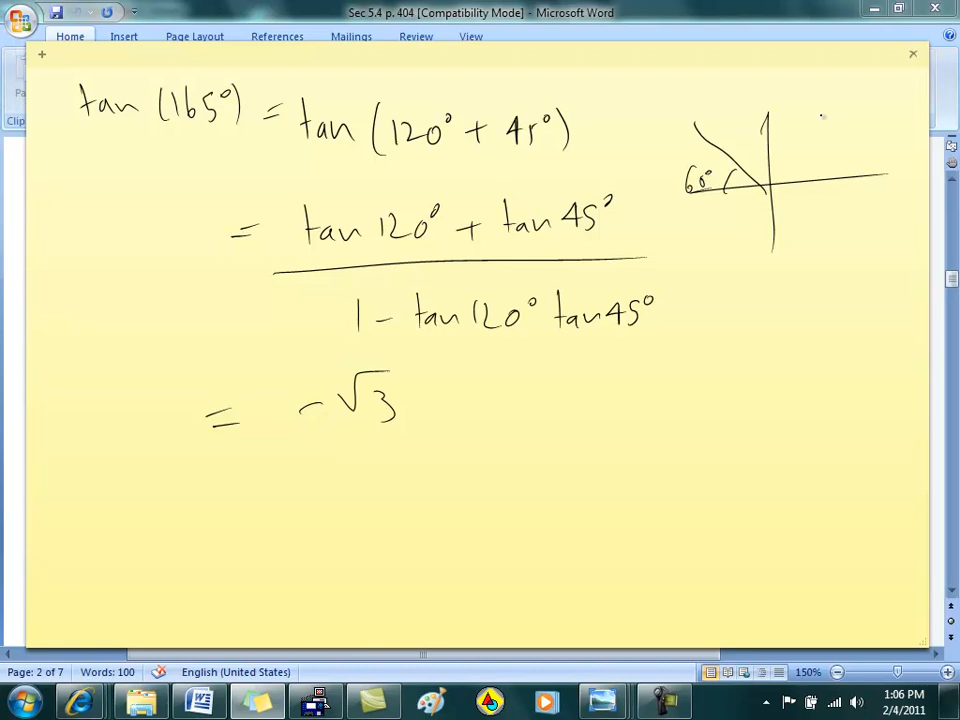 Sec 5.4 p. 404 [Compatibility Mode] - Microsoft Word
Home Insert Page Layout References Mailings Review View
tan (165°) = tan (120° + 45°)
60°
= tan 120° + tan 45°
1 - tan 120° tan 45°
= -√3
Pa
Clip
Page: 2 of 7 Words: 100 English (United States) 150%
1:06 PM
2/4/2011